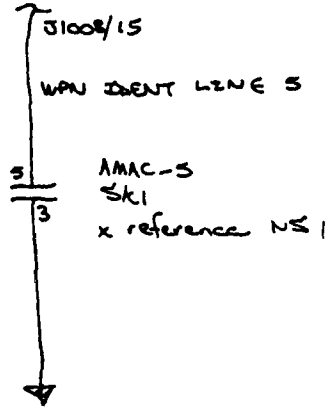 J1008/15
WPN IDENT LINE 5
5
AMAC-5
SK1
3
x reference NS1